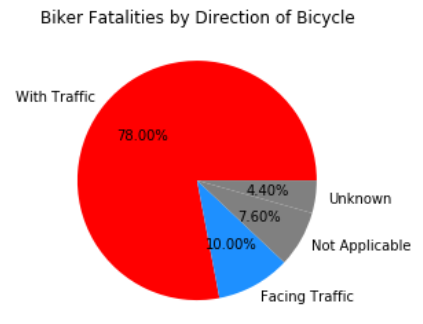 Biker Fatalities by Direction of Bicycle
With Traffic
78.00%
4.40%
Unknown
7.60%
Not Applicable
10.00%
Facing Traffic